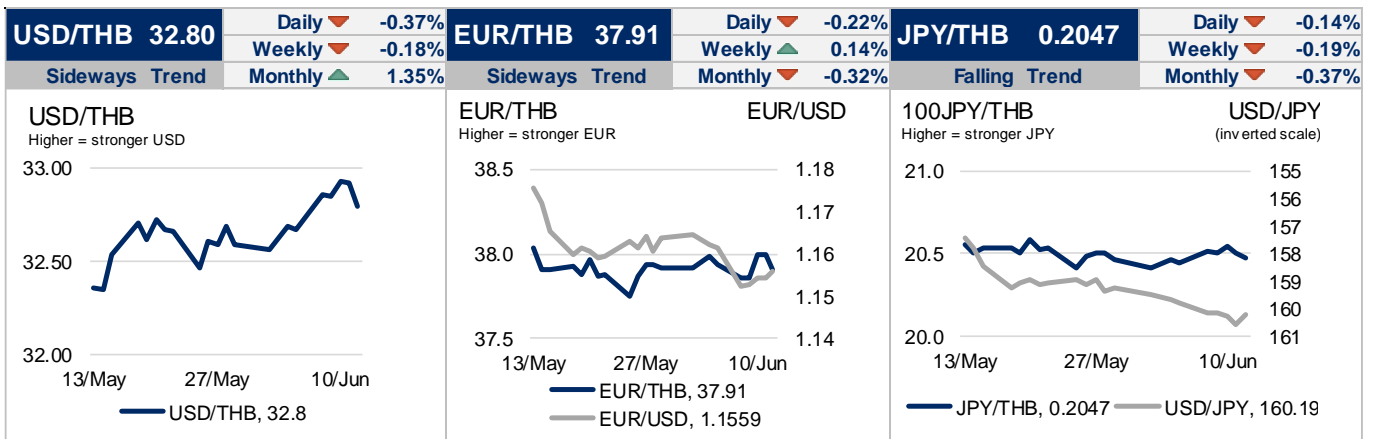 USD/THB 32.80
Daily -0.37%
Weekly -0.18%
Sideways Trend
Monthly 1.35%
USD/THB
Higher = stronger USD
33.00
32.50
32.00
13/May 27/May 10/Jun
USD/THB, 32.8
EUR/THB 37.91
Daily -0.22%
Weekly 0.14%
Sideways Trend
Monthly -0.32%
EUR/THB EUR/USD
Higher = stronger EUR
38.5 1.18
1.17
38.0 1.16
1.15
37.5 1.14
13/May 27/May 10/Jun
EUR/THB, 37.91
EUR/USD, 1.1559
JPY/THB 0.2047
Daily -0.14%
Weekly -0.19%
Falling Trend
Monthly -0.37%
100JPY/THB USD/JPY
Higher = stronger JPY (inverted scale)
21.0 155
156
157
20.5 158
159
160
20.0 161
13/May 27/May 10/Jun
JPY/THB, 0.2047 USD/JPY, 160.19